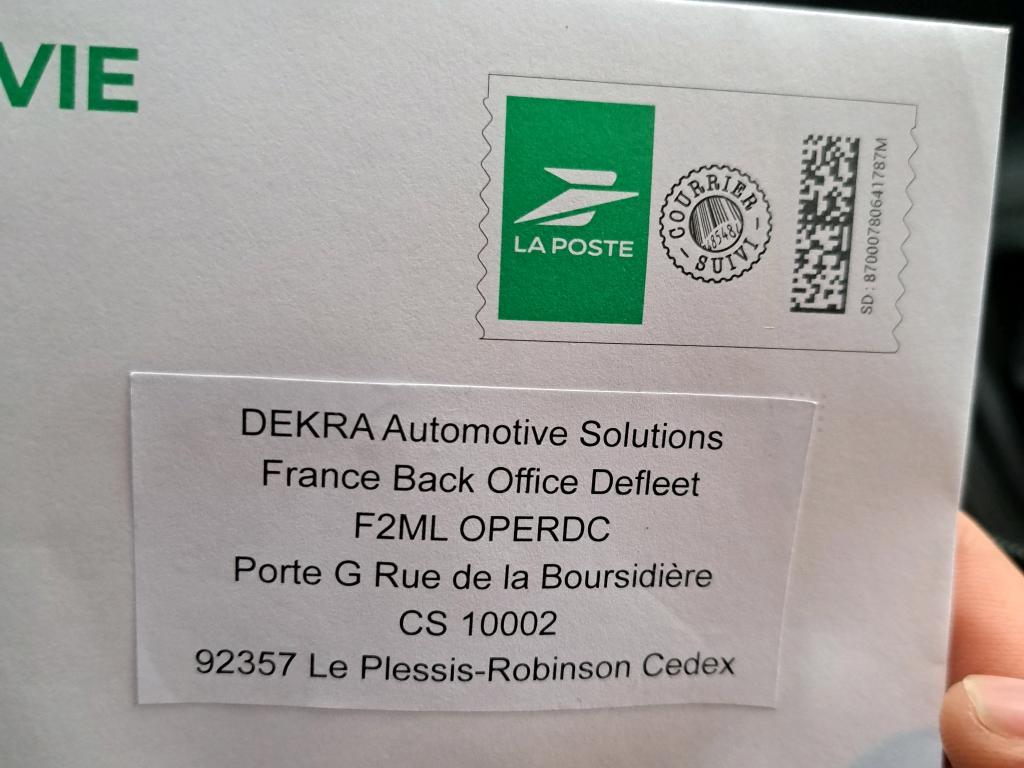 VIE
LA POSTE
COURRIER
8548
SUIVI
SD : 87000780641787M
DEKRA Automotive Solutions
France Back Office Defleet
F2ML OPERDC
Porte G Rue de la Boursidière
CS 10002
92357 Le Plessis-Robinson Cedex